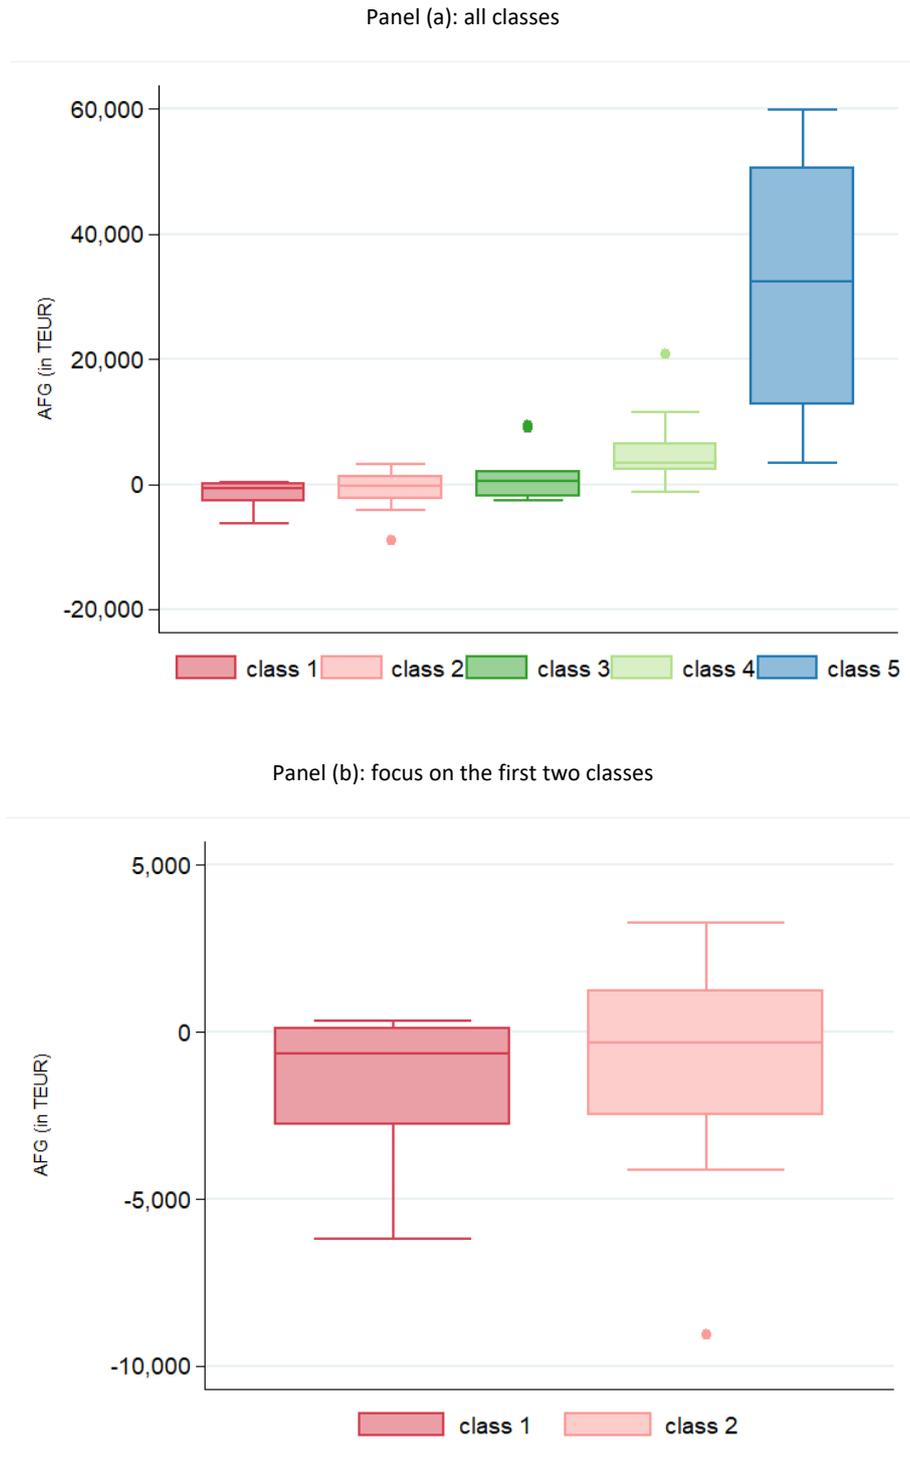 Panel (a): all classes
60,000
40,000
20,000
0
-20,000
AFG (in TEUR)
class 1 class 2 class 3 class 4 class 5
Panel (b): focus on the first two classes
5,000
0
-5,000
-10,000
AFG (in TEUR)
class 1 class 2